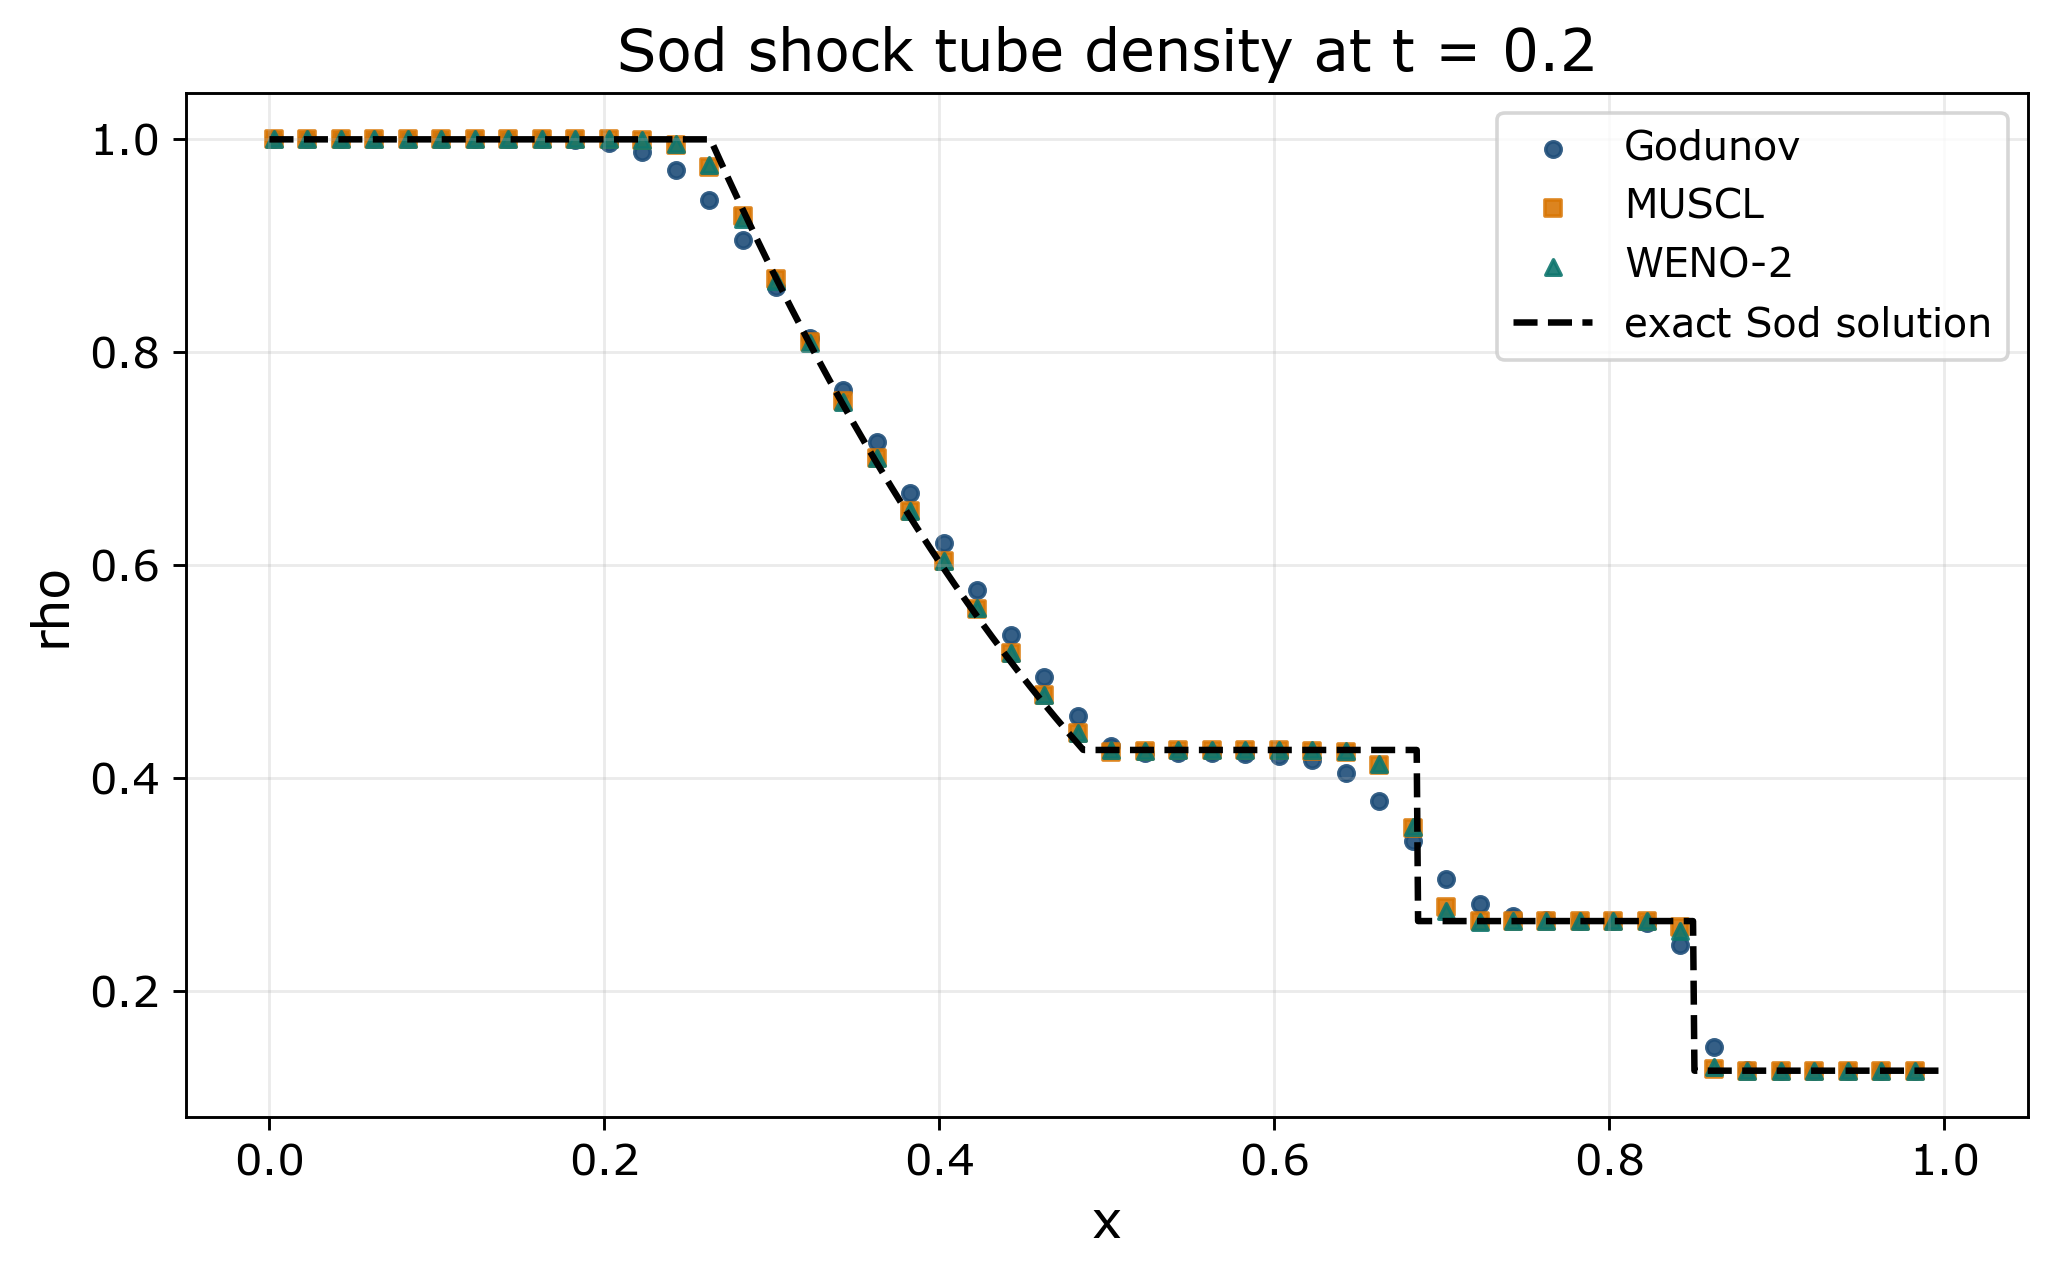 Sod shock tube density at t = 0.2
Godunov
MUSCL
WENO-2
exact Sod solution
1.0
0.8
0.6
0.4
0.2
rho
0.0 0.2 0.4 0.6 0.8 1.0
x